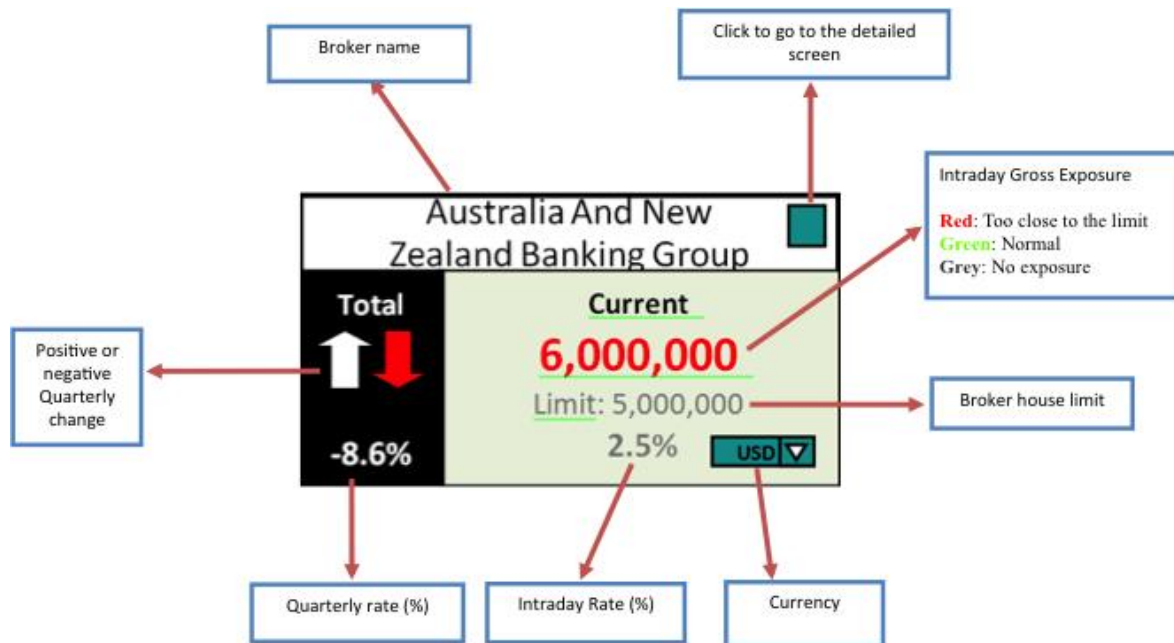 Broker name
Click to go to the detailed
screen
Intraday Gross Exposure
Red: Too close to the limit
Green: Normal
Grey: No exposure
Australia And New
Zealand Banking Group
Total
Current
6,000,000
Limit: 5,000,000
2.5%
USD
-8.6%
Positive or
negative
Quarterly
change
Broker house limit
Quarterly rate (%)
Intraday Rate (%)
Currency